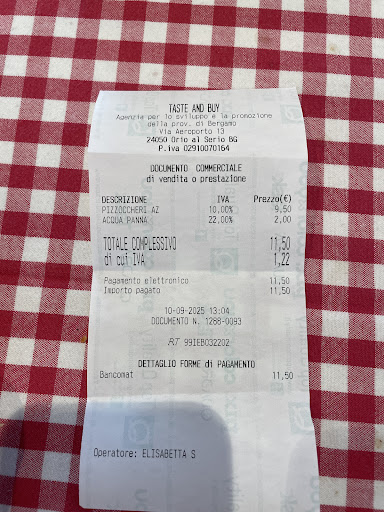 TASTE AND BUY
Agenzia per lo sviluppo e la promozione
della prov. di Bergamo
Via Aeroporto 13
24050 Orio al Serio BG
P.iva 02910070164
DOCUMENTO COMMERCIALE
di vendita o prestazione
DESCRIZIONE IVA Prezzo(€)
PIZZOCCHERI AZ 10,00% 9,50
ACQUA PANNA 22,00% 2,00
TOTALE COMPLESSIVO 11,50
di cui IVA 1,22
Pagamento elettronico 11,50
Importo pagato 11,50
10-09-2025 13:04
DOCUMENTO N. 1268-0093
RT 99IEB032202
DETTAGLIO FORME di PAGAMENTO
Bancomat 11,50
Operatore: ELISABETTA S